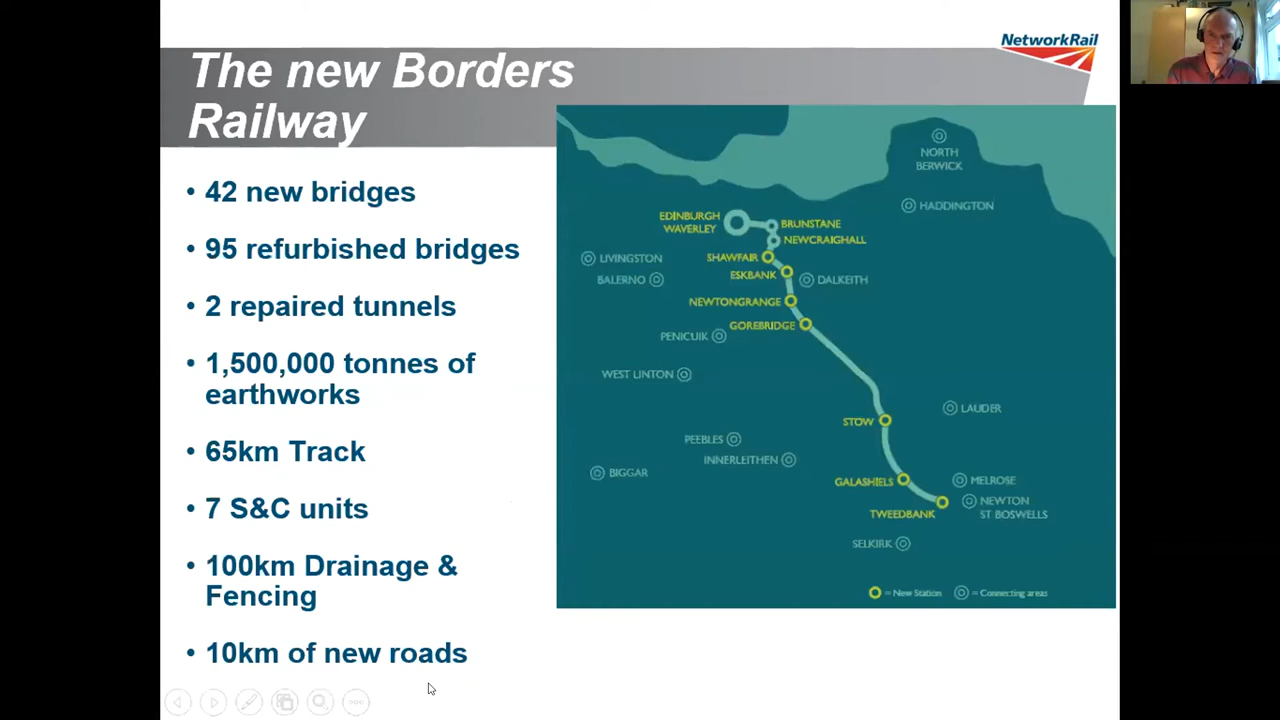 NetworkRail
The new Borders
Railway
• 42 new bridges
• 95 refurbished bridges
• 2 repaired tunnels
• 1,500,000 tonnes of
earthworks
• 65km Track
• 7 S&C units
• 100km Drainage &
Fencing
• 10km of new roads
NORTH
BERWICK
HADDINGTON
EDINBURGH
WAVERLEY
BRUNSTANE
NEWCRAIGHALL
SHAWFAIR
LIVINGSTON
ESKBANK
BALERNO
DALKEITH
NEWTONGRANGE
GOREBRIDGE
PENICUIK
WEST LINTON
LAUDER
STOW
PEEBLES
INNERLEITHEN
BIGGAR
GALASHIELS
MELROSE
NEWTON
ST BOSWELLS
TWEEDBANK
SELKIRK
= New Station
= Connecting areas